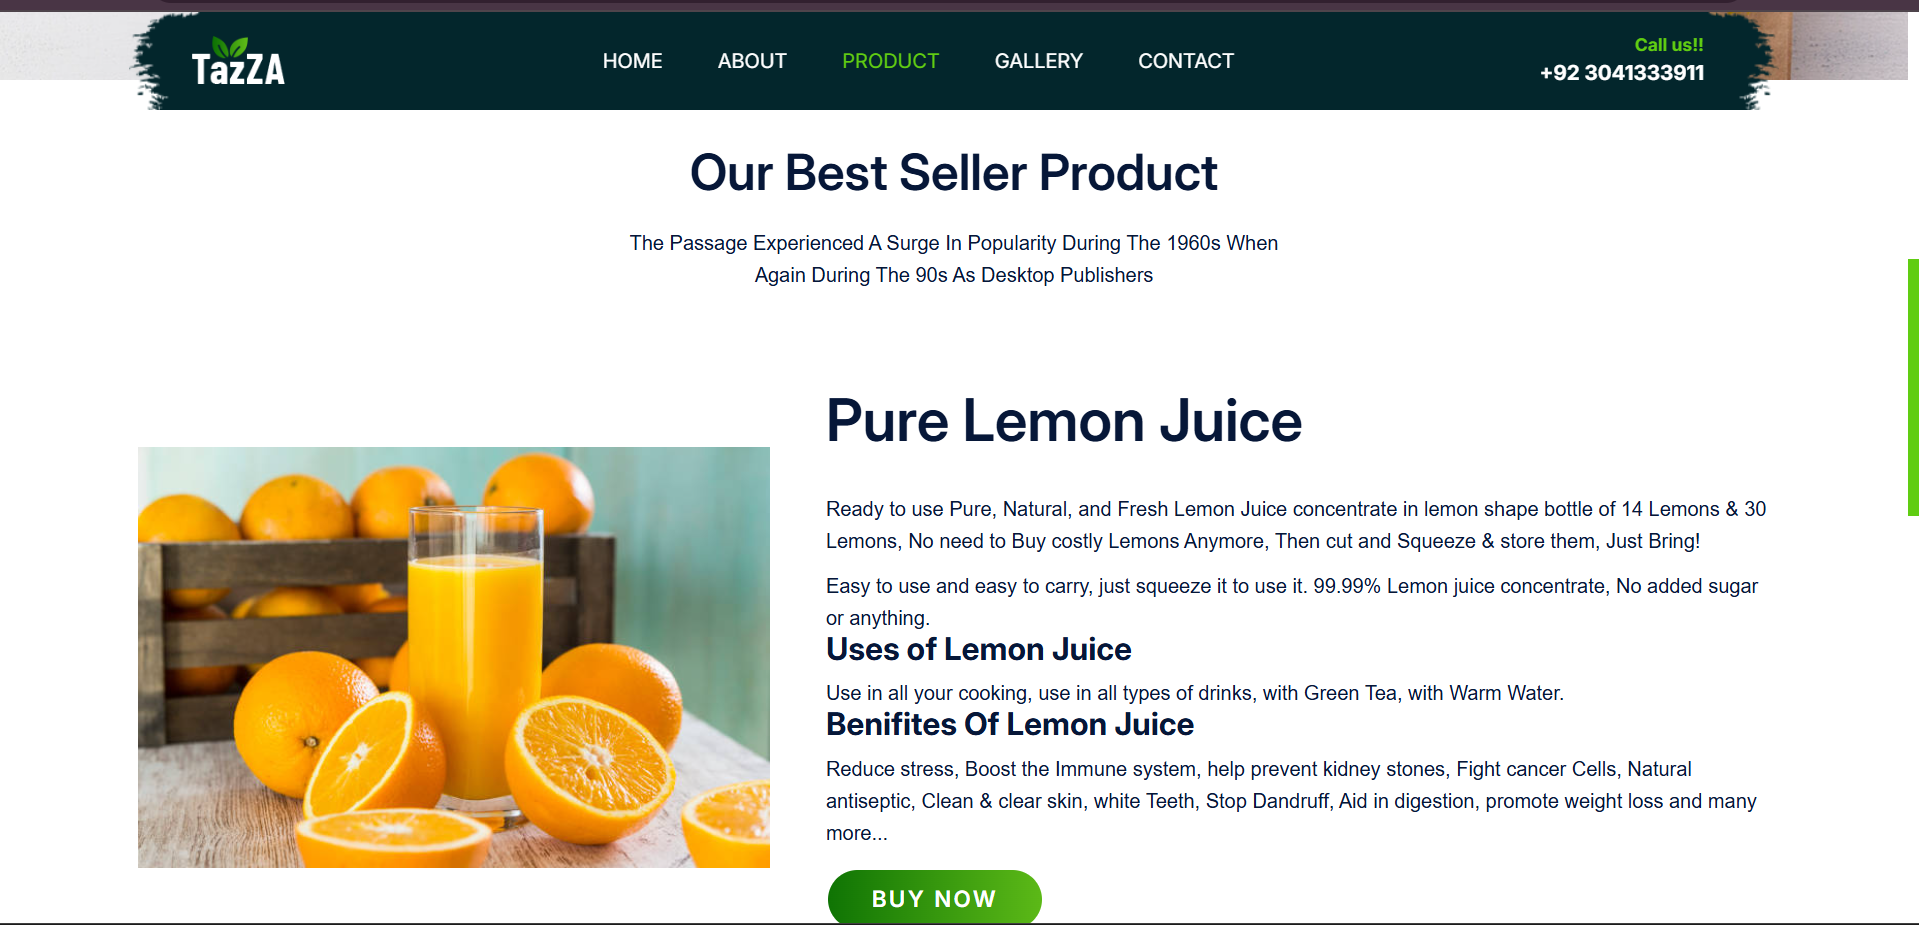 TazZA
HOME ABOUT PRODUCT GALLERY CONTACT
Call us!!
+92 3041333911
Our Best Seller Product
The Passage Experienced A Surge In Popularity During The 1960s When
Again During The 90s As Desktop Publishers
Pure Lemon Juice
Ready to use Pure, Natural, and Fresh Lemon Juice concentrate in lemon shape bottle of 14 Lemons & 30
Lemons, No need to Buy costly Lemons Anymore, Then cut and Squeeze & store them, Just Bring!
Easy to use and easy to carry, just squeeze it to use it. 99.99% Lemon juice concentrate, No added sugar
or anything.
Uses of Lemon Juice
Use in all your cooking, use in all types of drinks, with Green Tea, with Warm Water.
Benifites Of Lemon Juice
Reduce stress, Boost the Immune system, help prevent kidney stones, Fight cancer Cells, Natural
antiseptic, Clean & clear skin, white Teeth, Stop Dandruff, Aid in digestion, promote weight loss and many
more...
BUY NOW